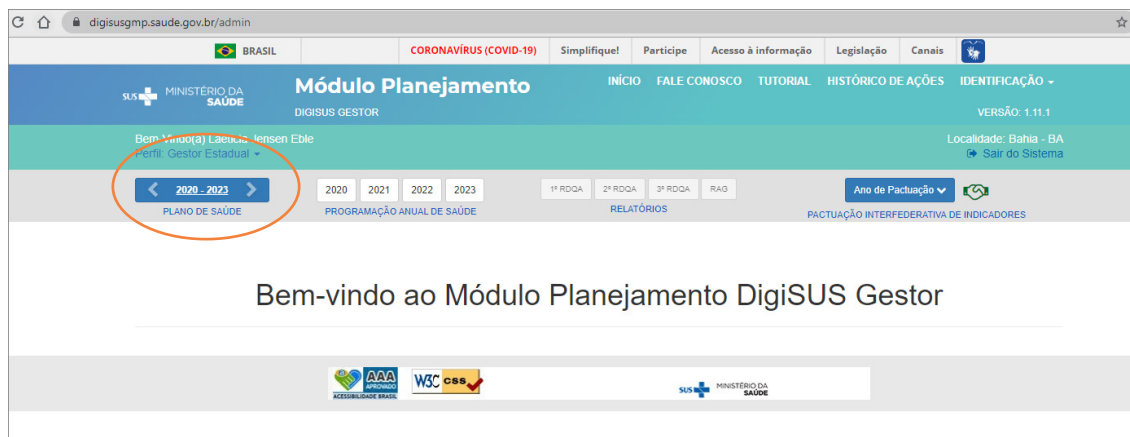 digisusgmp.saude.gov.br/admin
BRASIL CORONAVÍRUS (COVID-19) Simplifique! Participe Acesso à informação Legislação Canais
SUS MINISTÉRIO DA SAÚDE
Módulo Planejamento
DIGISUS GESTOR
INÍCIO FALE CONOSCO TUTORIAL HISTÓRICO DE AÇÕES IDENTIFICAÇÃO
VERSÃO: 1.11.1
Bem Vindo(a) Laeticia Jensen Eble
Perfil: Gestor Estadual
Localidade: Bahia - BA
Sair do Sistema
2020 - 2023
PLANO DE SAÚDE
2020 2021 2022 2023
PROGRAMAÇÃO ANUAL DE SAÚDE
1º RDQA 2º RDQA 3º RDQA RAG
RELATÓRIOS
Ano de Pactuação
PACTUAÇÃO INTERFEDERATIVA DE INDICADORES
Bem-vindo ao Módulo Planejamento DigiSUS Gestor
AAA
APROVADO
ACESSIBILIDADE BRASIL
W3C css
SUS MINISTÉRIO DA SAÚDE